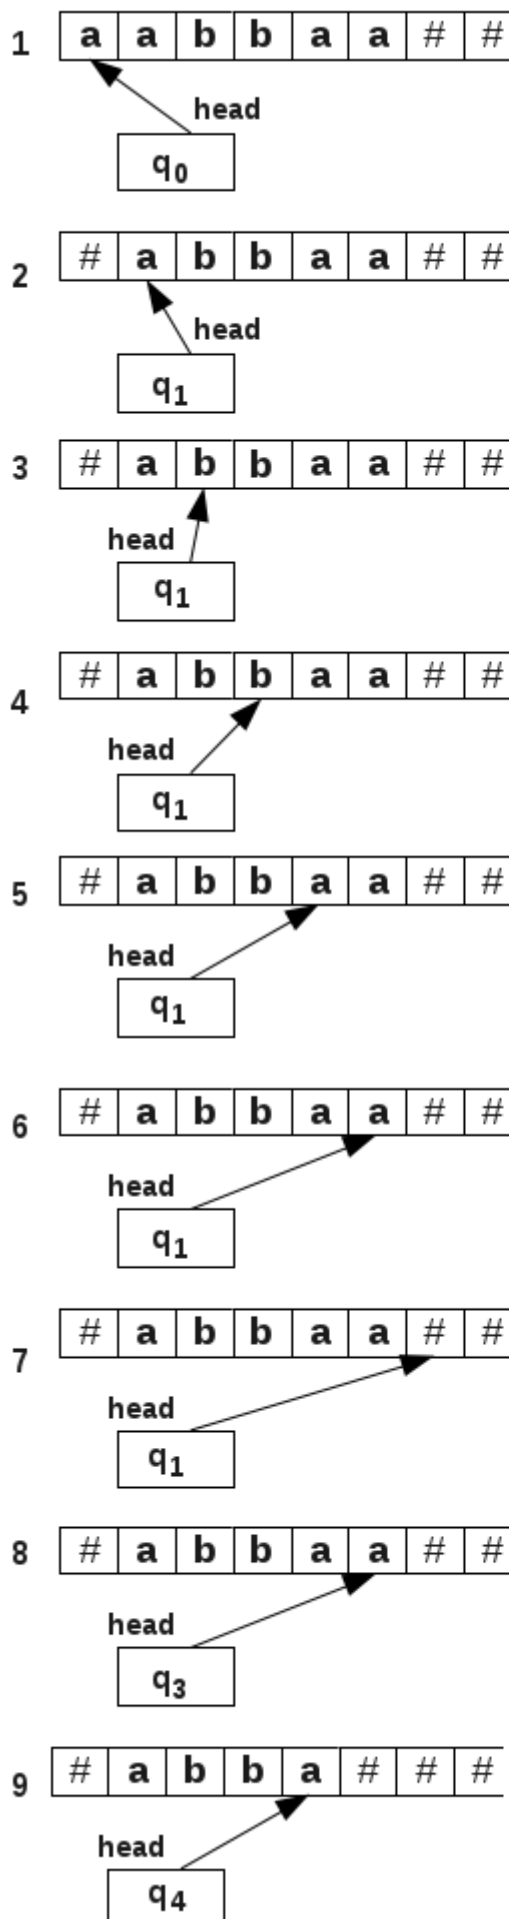 1 a a b b a a # #
head
q0
2 # a b b a a # #
head
q1
3 # a b b a a # #
head
q1
4 # a b b a a # #
head
q1
5 # a b b a a # #
head
q1
6 # a b b a a # #
head
q1
7 # a b b a a # #
head
q1
8 # a b b a a # #
head
q3
9 # a b b a # # #
head
q4